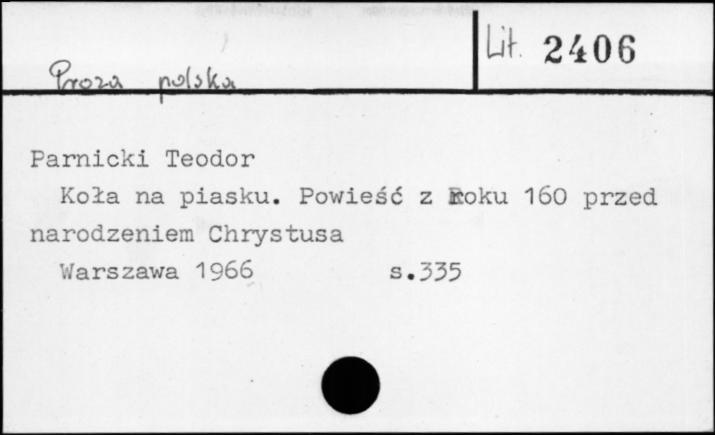 Lit. 2406
Proza polska
Parnicki Teodor
Koła na piasku. Powieść z Roku 160 przed
narodzeniem Chrystusa
Warszawa 1966 s.335